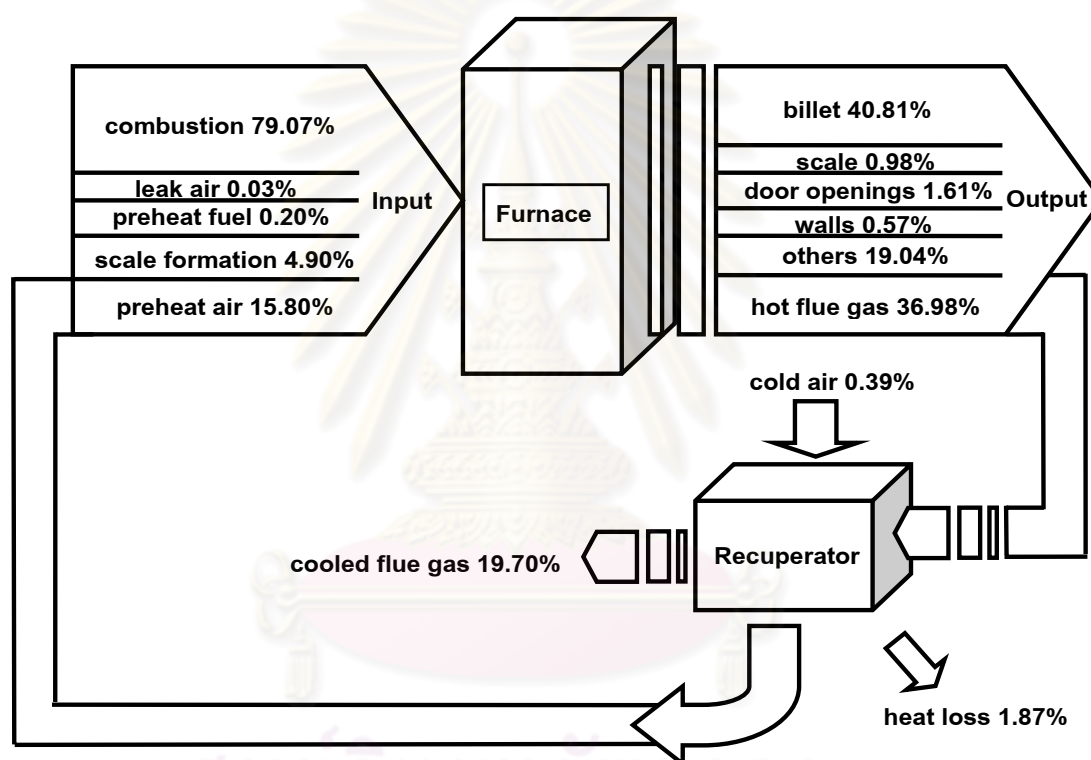 combustion 79.07%
leak air 0.03%
preheat fuel 0.20%
scale formation 4.90%
preheat air 15.80%
Input
Furnace
billet 40.81%
scale 0.98%
door openings 1.61%
walls 0.57%
others 19.04%
hot flue gas 36.98%
Output
cold air 0.39%
Recuperator
cooled flue gas 19.70%
heat loss 1.87%